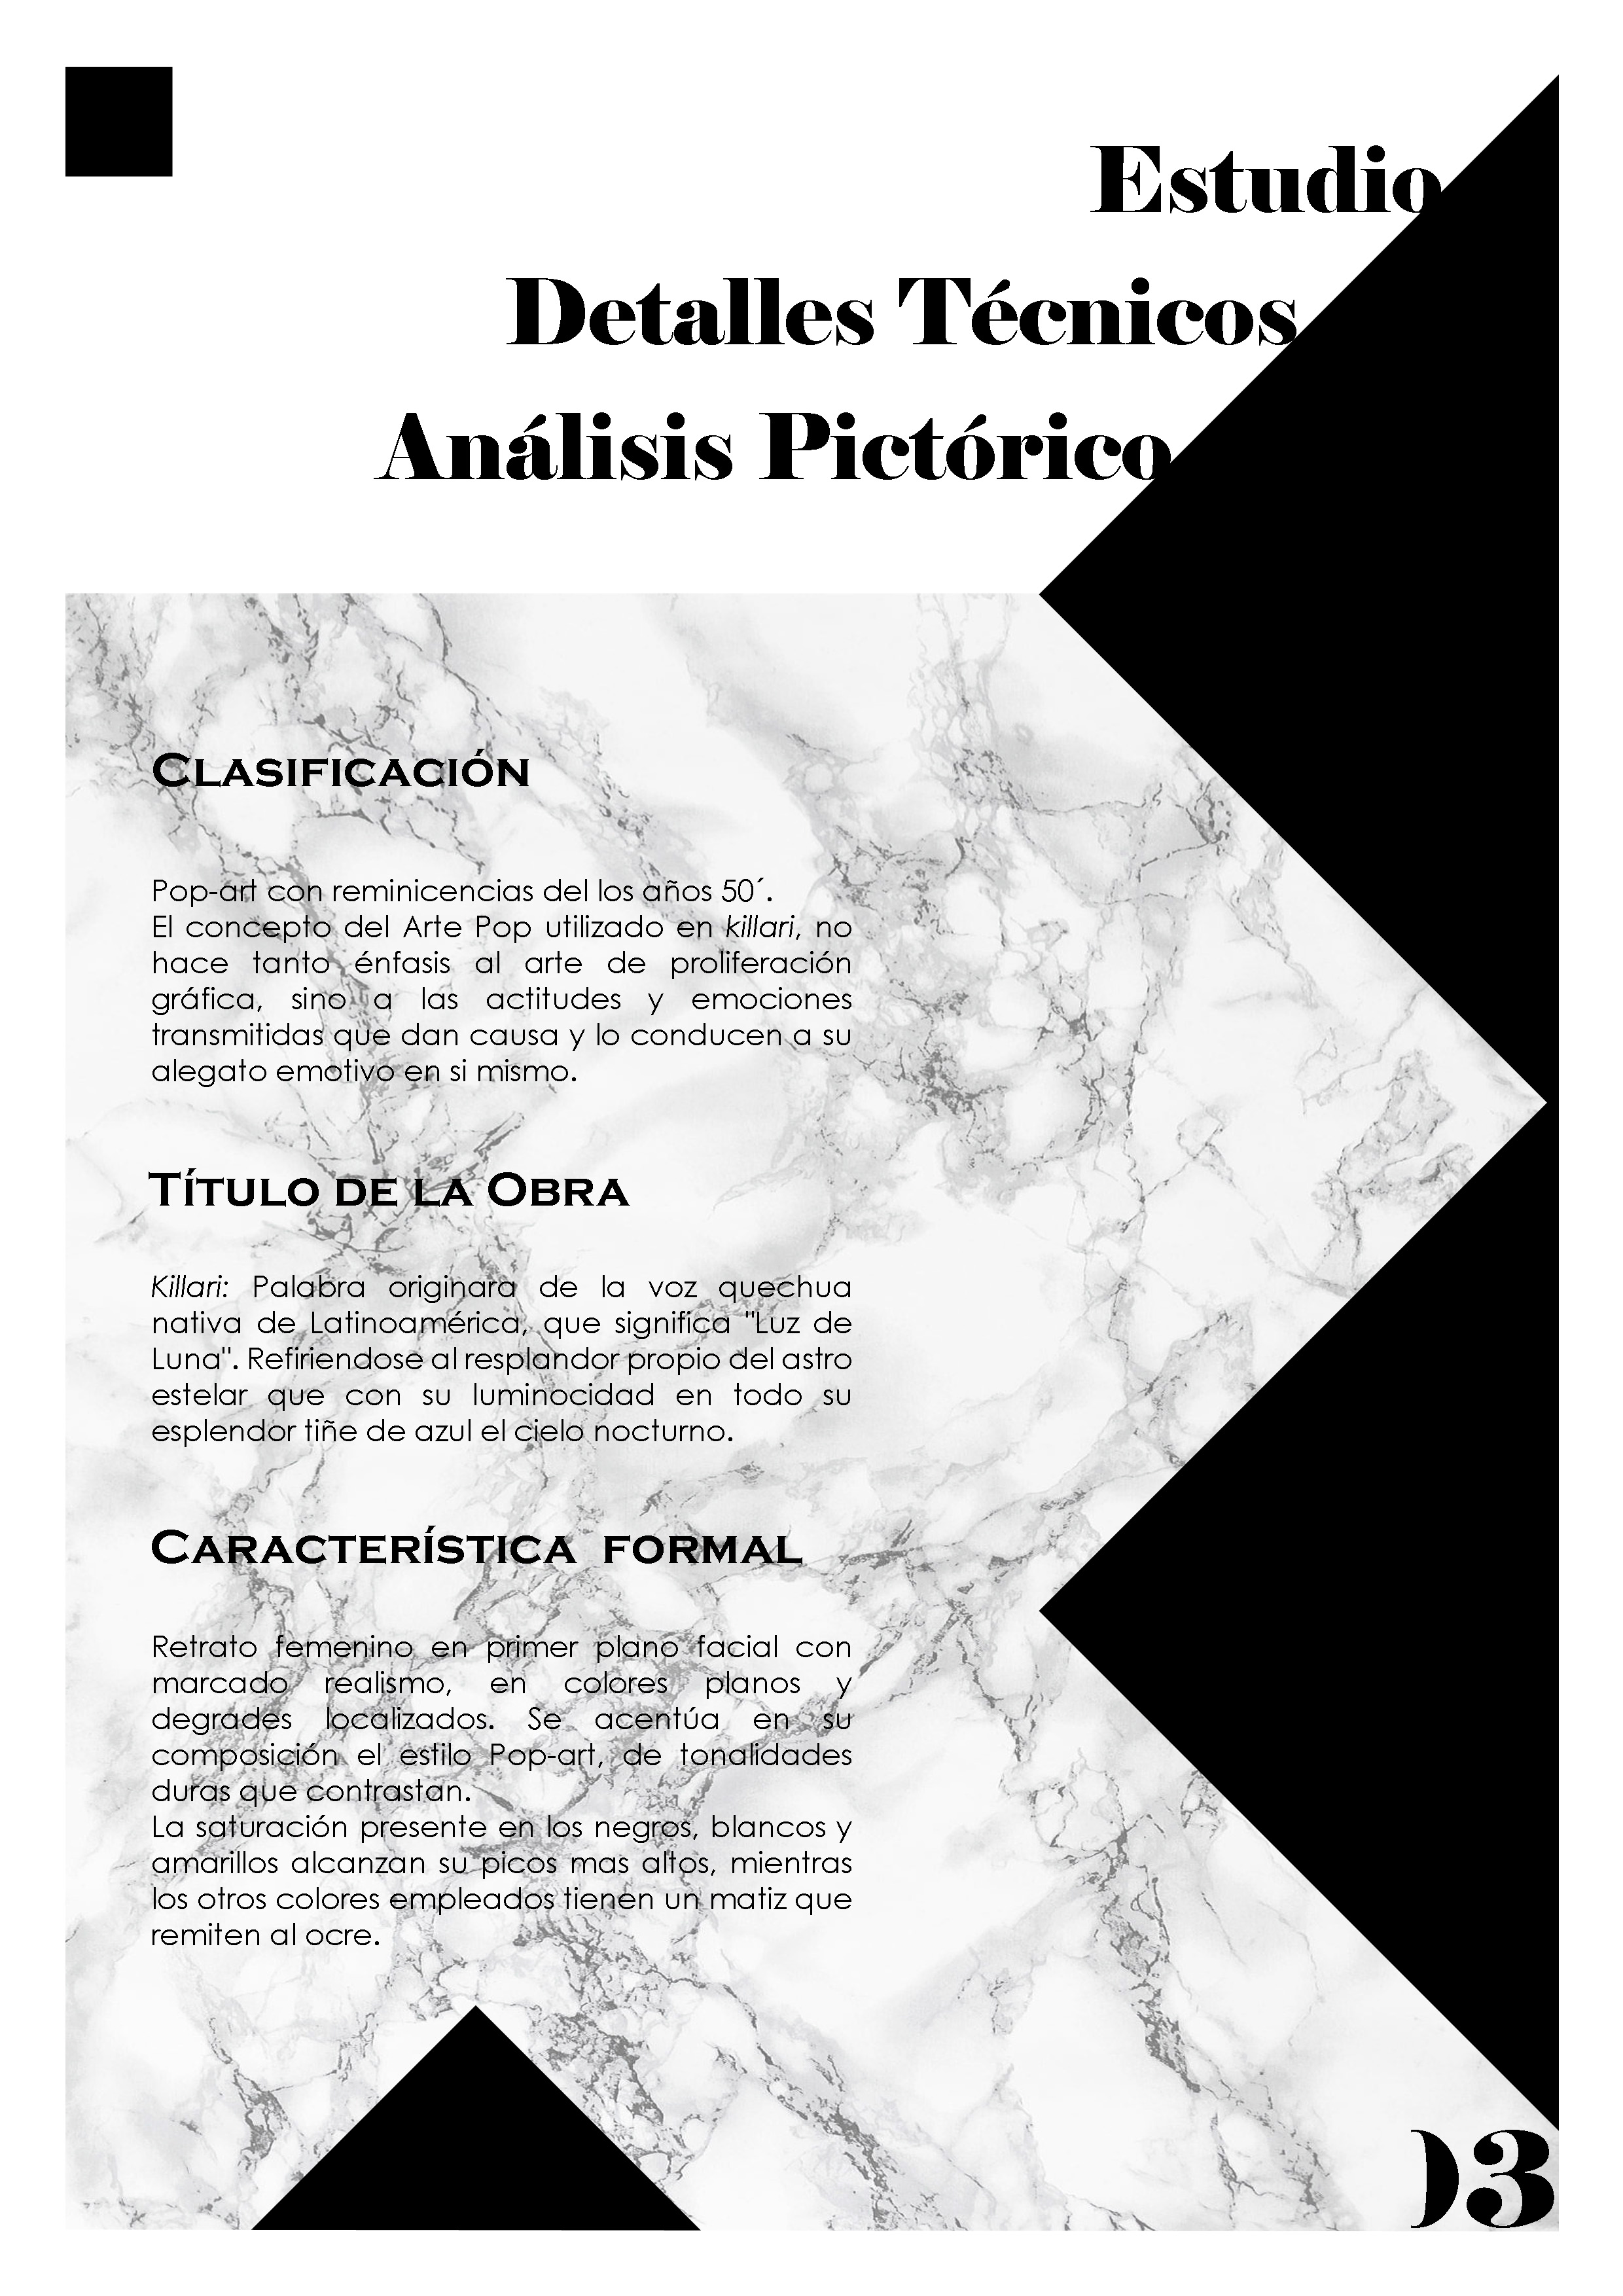 Estudio
Detalles Técnicos
Análisis Pictórico
Clasificación
Pop-art con reminicencias del los años 50´.
El concepto del Arte Pop utilizado en killari, no
hace tanto énfasis al arte de proliferación
gráfica, sino a las actitudes y emociones
transmitidas que dan causa y lo conducen a su
alegato emotivo en si mismo.
Título de la Obra
Killari: Palabra originara de la voz quechua
nativa de Latinoamérica, que significa "Luz de
Luna". Refiriendose al resplandor propio del astro
estelar que con su luminocidad en todo su
esplendor tiñe de azul el cielo nocturno.
Característica formal
Retrato femenino en primer plano facial con
marcado realismo, en colores planos y
degrades localizados. Se acentúa en su
composición el estilo Pop-art, de tonalidades
duras que contrastan.
La saturación presente en los negros, blancos y
amarillos alcanzan su picos mas altos, mientras
los otros colores empleados tienen un matiz que
remiten al ocre.
03